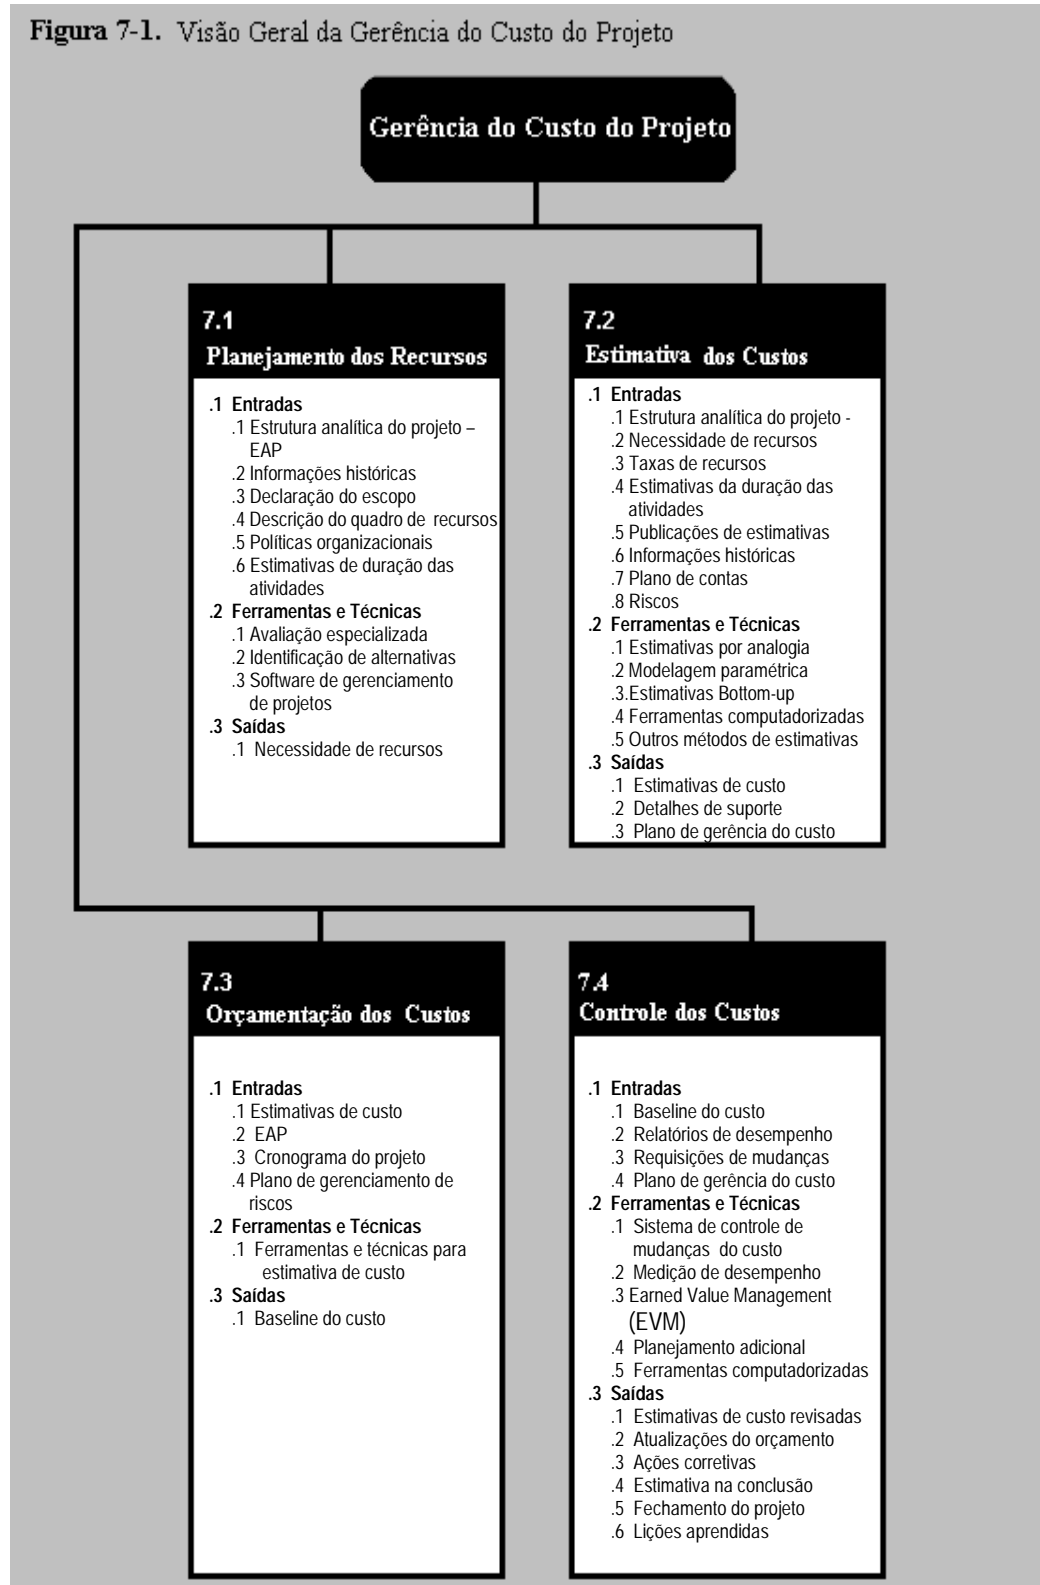 Figura 7-1. Visão Geral da Gerência do Custo do Projeto
Gerência do Custo do Projeto
7.1
Planejamento dos Recursos
.1 Entradas
.1 Estrutura analítica do projeto –
EAP
.2 Informações históricas
.3 Declaração do escopo
.4 Descrição do quadro de recursos
.5 Políticas organizacionais
.6 Estimativas de duração das
atividades
.2 Ferramentas e Técnicas
.1 Avaliação especializada
.2 Identificação de alternativas
.3 Software de gerenciamento
de projetos
.3 Saídas
.1 Necessidade de recursos
7.2
Estimativa dos Custos
.1 Entradas
.1 Estrutura analítica do projeto -
.2 Necessidade de recursos
.3 Taxas de recursos
.4 Estimativas da duração das
atividades
.5 Publicações de estimativas
.6 Informações históricas
.7 Plano de contas
.8 Riscos
.2 Ferramentas e Técnicas
.1 Estimativas por analogia
.2 Modelagem paramétrica
.3.Estimativas Bottom-up
.4 Ferramentas computadorizadas
.5 Outros métodos de estimativas
.3 Saídas
.1 Estimativas de custo
.2 Detalhes de suporte
.3 Plano de gerência do custo
7.3
Orçamentação dos Custos
.1 Entradas
.1 Estimativas de custo
.2 EAP
.3 Cronograma do projeto
.4 Plano de gerenciamento de
riscos
.2 Ferramentas e Técnicas
.1 Ferramentas e técnicas para
estimativa de custo
.3 Saídas
.1 Baseline do custo
7.4
Controle dos Custos
.1 Entradas
.1 Baseline do custo
.2 Relatórios de desempenho
.3 Requisições de mudanças
.4 Plano de gerência do custo
.2 Ferramentas e Técnicas
.1 Sistema de controle de
mudanças do custo
.2 Medição de desempenho
.3 Earned Value Management
(EVM)
.4 Planejamento adicional
.5 Ferramentas computadorizadas
.3 Saídas
.1 Estimativas de custo revisadas
.2 Atualizações do orçamento
.3 Ações corretivas
.4 Estimativa na conclusão
.5 Fechamento do projeto
.6 Lições aprendidas